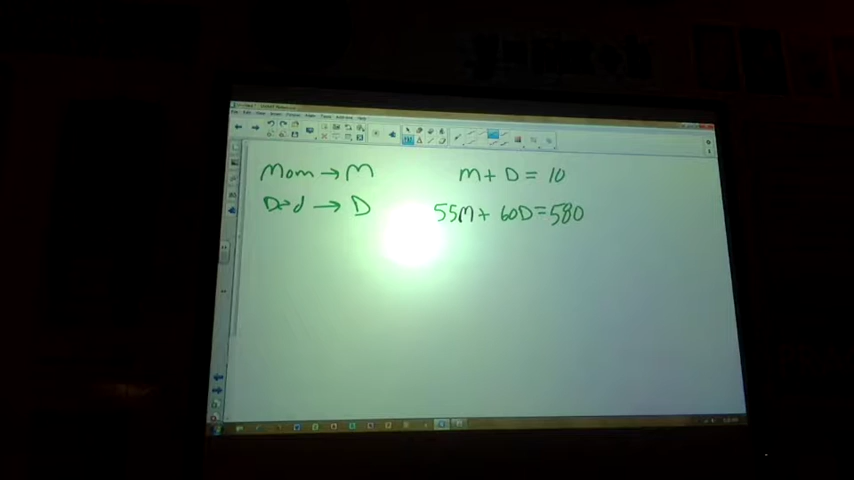 Mom → M
Dad → D
M + D = 10
55M + 60D = 580